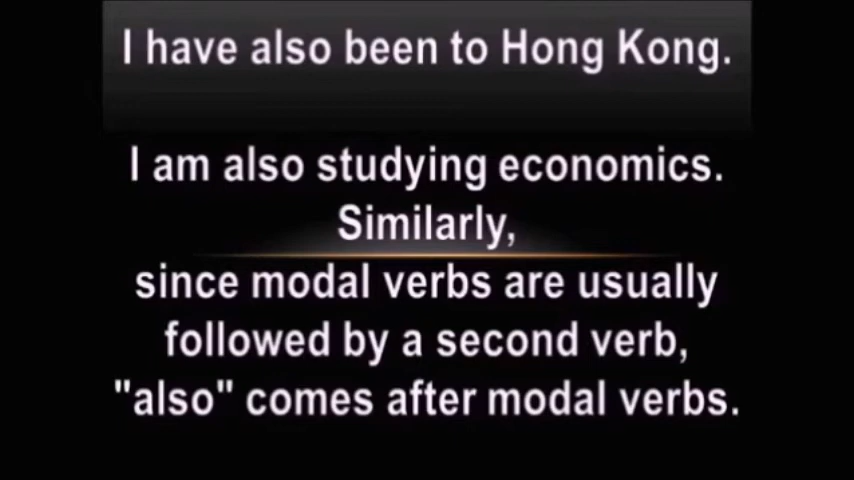 I have also been to Hong Kong.
I am also studying economics.
Similarly,
since modal verbs are usually
followed by a second verb,
"also" comes after modal verbs.